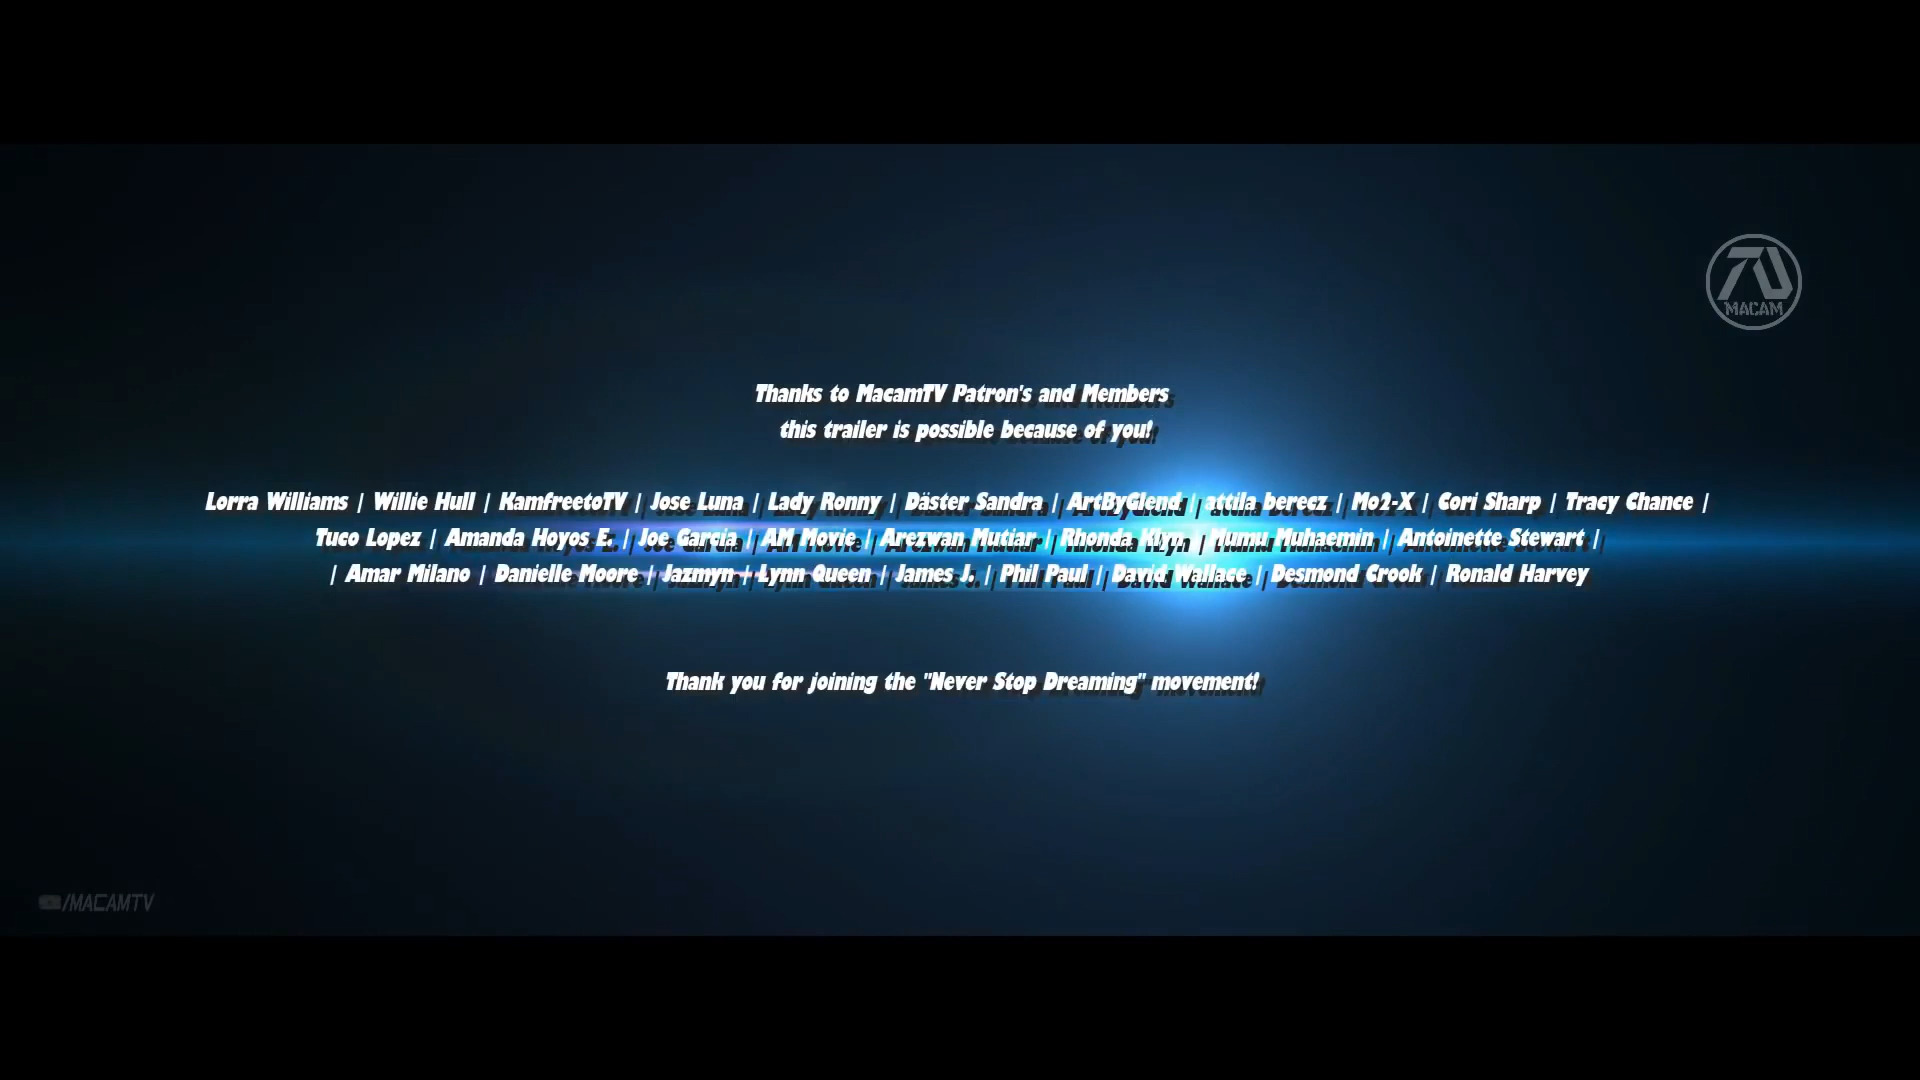 MACAM
Thanks to MacamTV Patron's and Members
this trailer is possible because of you!
Lorra Williams | Willie Hull | KamfreetoTV | Jose Luna | Lady Ronny | Däster Sandra | ArtByGlend | attila berecz | Mo2-X | Cori Sharp | Tracy Chance |
Tuco Lopez | Amanda Hoyos E. | Joe Garcia | AM Movie | Arezwan Mutiar | Rhonda Klyn | Mumu Muhaemin | Antoinette Stewart |
| Amar Milano | Danielle Moore | Jazmyn | Lynn Queen | James J. | Phil Paul | David Wallace | Desmond Crook | Ronald Harvey
Thank you for joining the "Never Stop Dreaming" movement!
/MACAMTV